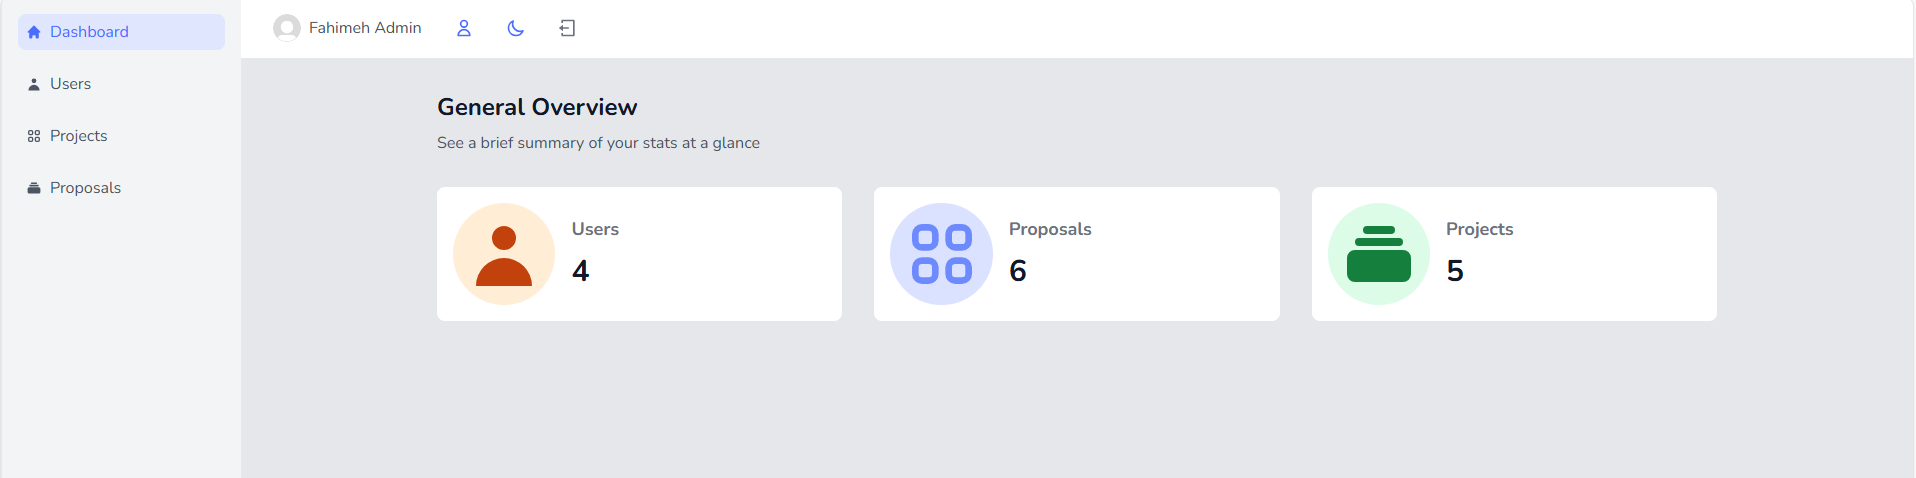 Dashboard
Users
Projects
Proposals
Fahimeh Admin
General Overview
See a brief summary of your stats at a glance
Users
4
Proposals
6
Projects
5